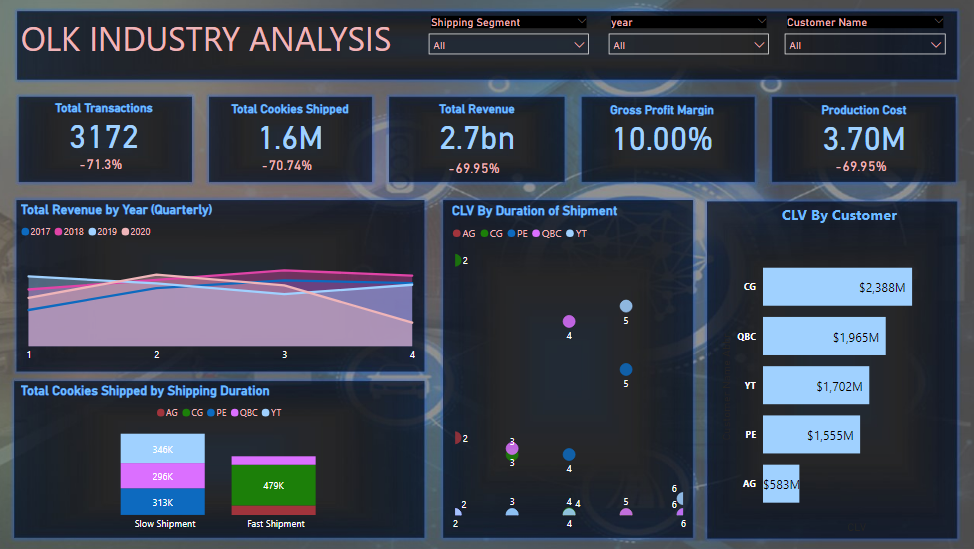 OLK INDUSTRY ANALYSIS
Shipping Segment
All
year
All
Customer Name
All
Total Transactions
3172
-71.3%
Total Cookies Shipped
1.6M
-70.74%
Total Revenue
2.7bn
-69.95%
Gross Profit Margin
10.00%
Production Cost
3.70M
-69.95%
Total Revenue by Year (Quarterly)
2017 2018 2019 2020
1 2 3 4
Total Cookies Shipped by Shipping Duration
AG CG PE QBC YT
346K
296K
313K
479K
Slow Shipment Fast Shipment
CLV By Duration of Shipment
AG CG PE QBC YT
2
5
4
5
2
3
3
4
6
2 3 4 4 5 6
2 4 6
CLV By Customer
CG $2,388M
QBC $1,965M
YT $1,702M
PE $1,555M
AG $583M